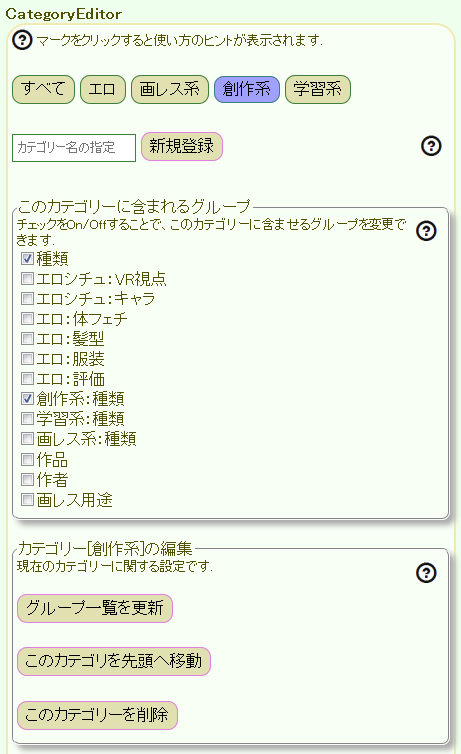 CategoryEditor
? マークをクリックすると使い方のヒントが表示されます.
すべて エロ 画レス系 創作系 学習系
カテゴリー名の指定 新規登録 ?
このカテゴリーに含まれるグループ
チェックをOn/Offすることで、このカテゴリーに含ませるグループを変更で ?
きます.
種類
エロシチュ:VR視点
エロシチュ:キャラ
エロ:体フェチ
エロ:髪型
エロ:服装
エロ:評価
創作系:種類
学習系:種類
画レス系:種類
作品
作者
画レス用途
カテゴリー[創作系]の編集
現在のカテゴリーに関する設定です. ?
グループ一覧を更新
このカテゴリを先頭へ移動
このカテゴリーを削除